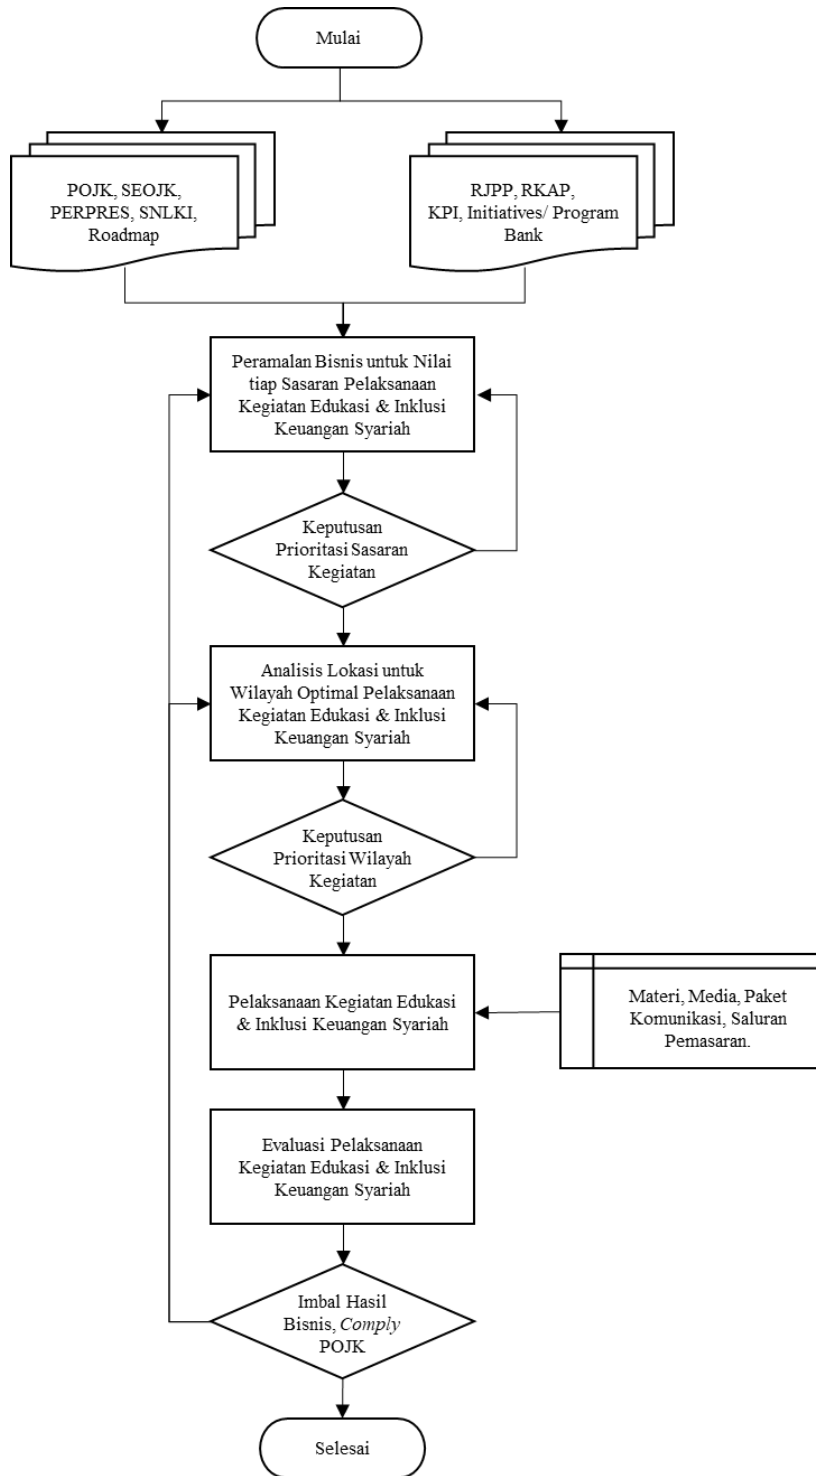 Mulai
POJK, SEOJK,
PERPRES, SNLKI,
Roadmap
RJPP, RKAP,
KPI, Initiatives/ Program
Bank
Peramalan Bisnis untuk Nilai
tiap Sasaran Pelaksanaan
Kegiatan Edukasi & Inklusi
Keuangan Syariah
Keputusan
Prioritasi Sasaran
Kegiatan
Analisis Lokasi untuk
Wilayah Optimal Pelaksanaan
Kegiatan Edukasi & Inklusi
Keuangan Syariah
Keputusan
Prioritasi Wilayah
Kegiatan
Pelaksanaan Kegiatan Edukasi
& Inklusi Keuangan Syariah
Materi, Media, Paket
Komunikasi, Saluran
Pemasaran.
Evaluasi Pelaksanaan
Kegiatan Edukasi & Inklusi
Keuangan Syariah
Imbal Hasil
Bisnis, Comply
POJK
Selesai